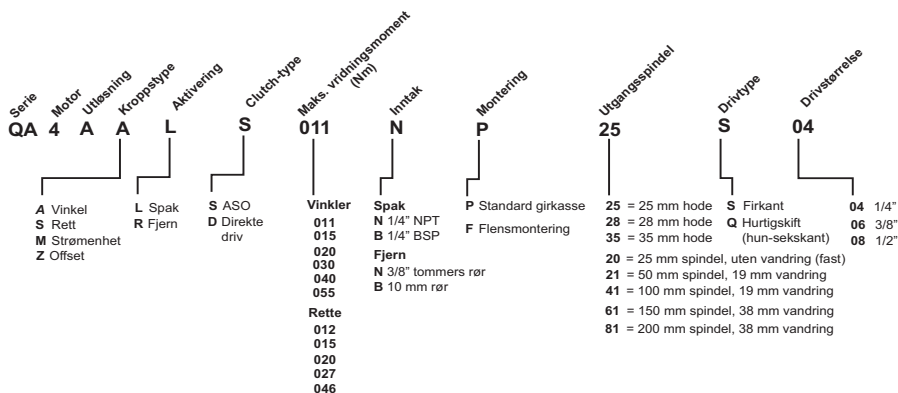 Serie
Motor
Utløsning
Kroppstype
Aktivering
Clutch-type
Maks. vridningsmoment
(Nm)
Inntak
Montering
Utgangsspindel
Drivtype
Drivstørrelse
QA 4 A A L S 011 N P 25 S 04
A Vinkel
S Rett
M Strømenhet
Z Offset
L Spak
R Fjern
S ASO
D Direkte
driv
Vinkler
011
015
020
030
040
055
Rette
012
015
020
027
046
Spak
N 1/4” NPT
B 1/4” BSP
Fjern
N 3/8” tommers rør
B 10 mm rør
P Standard girkasse
F Flensmontering
25 = 25 mm hode
28 = 28 mm hode
35 = 35 mm hode
20 = 25 mm spindel, uten vandring (fast)
21 = 50 mm spindel, 19 mm vandring
41 = 100 mm spindel, 19 mm vandring
61 = 150 mm spindel, 38 mm vandring
81 = 200 mm spindel, 38 mm vandring
S Firkant
Q Hurtigskift
(hun-sekskant)
04 1/4”
06 3/8”
08 1/2”